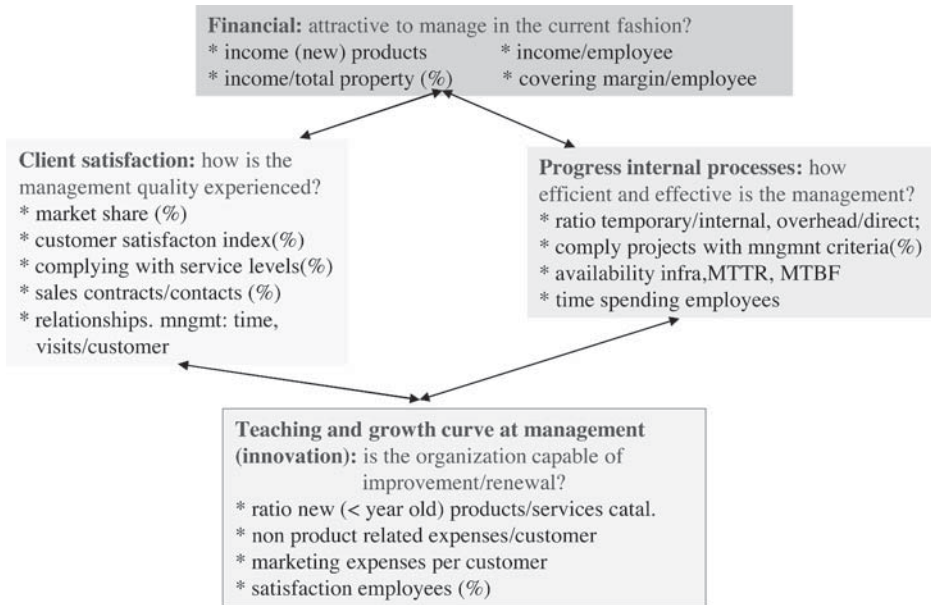 Financial: attractive to manage in the current fashion?
* income (new) products * income/employee
* income/total property (%) * covering margin/employee
Client satisfaction: how is the
management quality experienced?
* market share (%)
* customer satisfacton index(%)
* complying with service levels(%)
* sales contracts/contacts (%)
* relationships. mngmt: time,
visits/customer
Progress internal processes: how
efficient and effective is the management?
* ratio temporary/internal, overhead/direct;
* comply projects with mngmnt criteria(%)
* availability infra,MTTR, MTBF
* time spending employees
Teaching and growth curve at management
(innovation): is the organization capable of
improvement/renewal?
* ratio new (< year old) products/services catal.
* non product related expenses/customer
* marketing expenses per customer
* satisfaction employees (%)